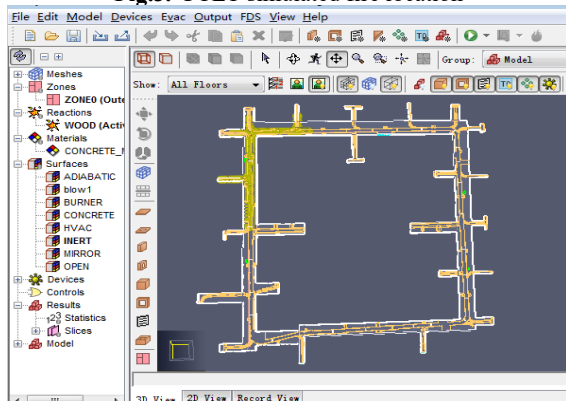 File Edit Model Devices Evac Output FDS View Help
Group: Model
Show: All Floors
Meshes
Zones
ZONE0 (Oute
Reactions
WOOD (Acti
Materials
CONCRETE_
Surfaces
ADIABATIC
blow1
BURNER
CONCRETE
HVAC
INERT
MIRROR
OPEN
Devices
Controls
Results
123 Statistics
Slices
Model
3D View 2D View Record View